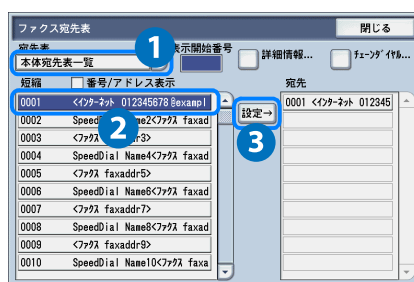 ファクス宛先表
閉じる
宛先表
表示開始番号
本体宛先表一覧
1
詳細情報...
チェーンダイヤル...
短縮
番号/アドレス表示
宛先
0001 <インターネット 012345678@exampl
0001 <インターネット 012345
設定→
0002 SpeedDial Name2<ファクス faxad
2
3
0003 <ファクス faxaddr3>
0004 SpeedDial Name4<ファクス faxad
0005 <ファクス faxaddr5>
0006 SpeedDial Name6<ファクス faxad
0007 <ファクス faxaddr7>
0008 SpeedDial Name8<ファクス faxad
0009 <ファクス faxaddr9>
0010 SpeedDial Name10<ファクス faxa